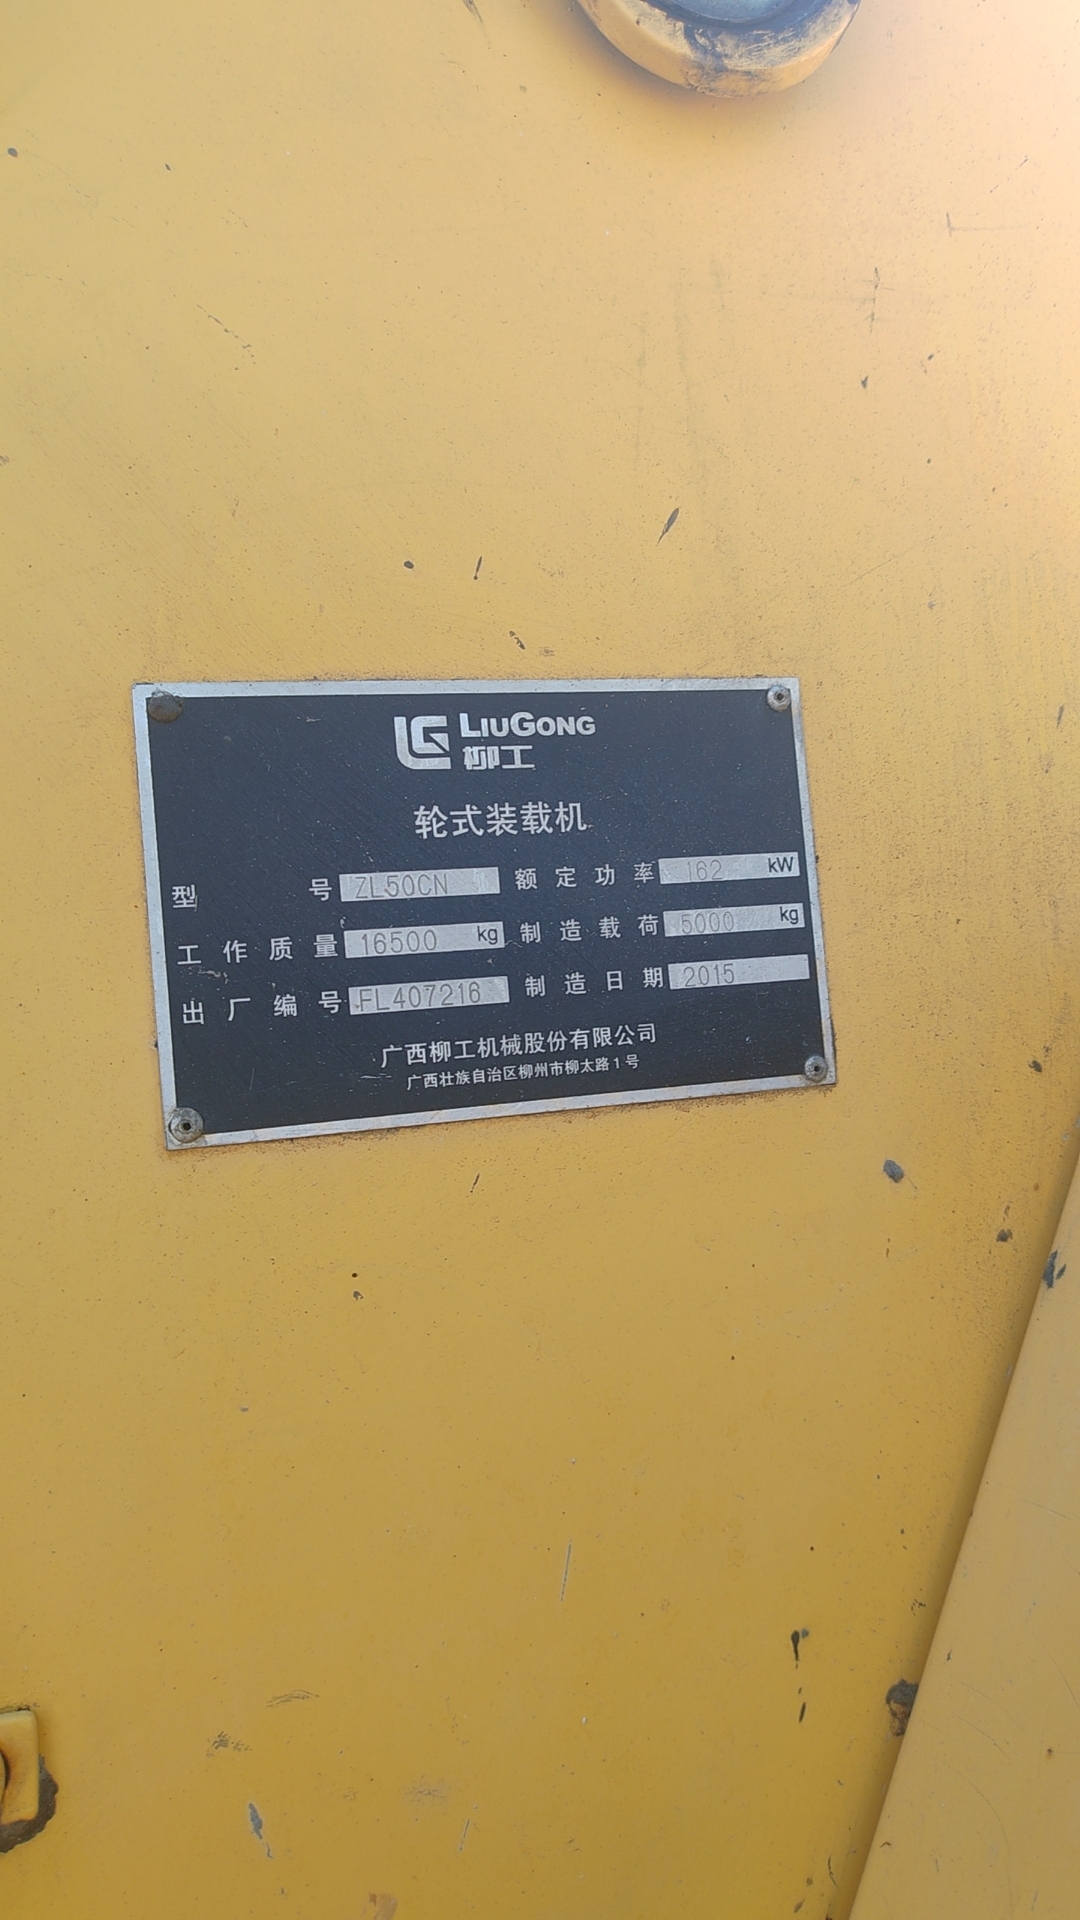 LG LIUGONG
柳工
轮式装载机
型 号 ZL50CN 额定功率 162 kW
工作质量 16500 kg 制造载荷 5000 kg
出厂编号 FL407216 制造日期 2015
广西柳工机械股份有限公司
广西壮族自治区柳州市柳太路1号